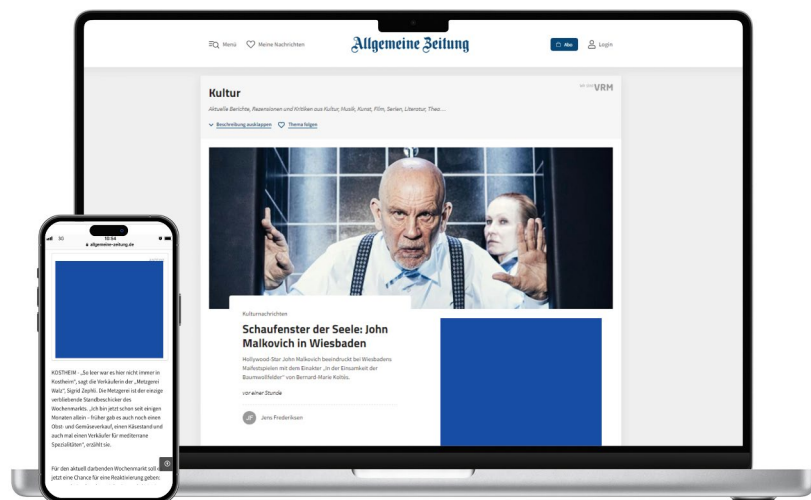 Menü
Meine Nachrichten
Allgemeine Zeitung
Abo
Login
Kultur
VRM
Aktuelle Berichte, Rezensionen und Kritiken aus Kultur, Musik, Kunst, Film, Serien, Literatur, Thea…
Beschreibung ausklappen
Thema folgen
Kulturnachrichten
Schaufenster der Seele: John
Malkovich in Wiesbaden
Hollywood-Star John Malkovich beeindruckt bei Wiesbadens
Maifestspielen mit dem Einakter „In der Einsamkeit der
Baumwollfelder“ von Bernard-Marie Koltès.
vor einer Stunde
JF
Jens Frederiksen
3G
10:54
allgemeine-zeitung.de
KOSTHEIM - „So leer war es hier nicht immer in
Kostheim“, sagt die Verkäuferin der „Metzgerei
Walz“, Sigrid Zepnli. Die Metzgerei ist der einzige
verbliebende Standbeschicker des
Wochenmarkts. „Ich bin jetzt schon seit einigen
Monaten allein – früher gab es auch noch einen
Obst- und Gemüseverkauf, einen Käsestand und
auch mal einen Verkäufer für mediterrane
Spezialitäten“, erzählt sie.
Für den aktuell darbenden Wochenmarkt soll
jetzt eine Chance für eine Reaktivierung geben: